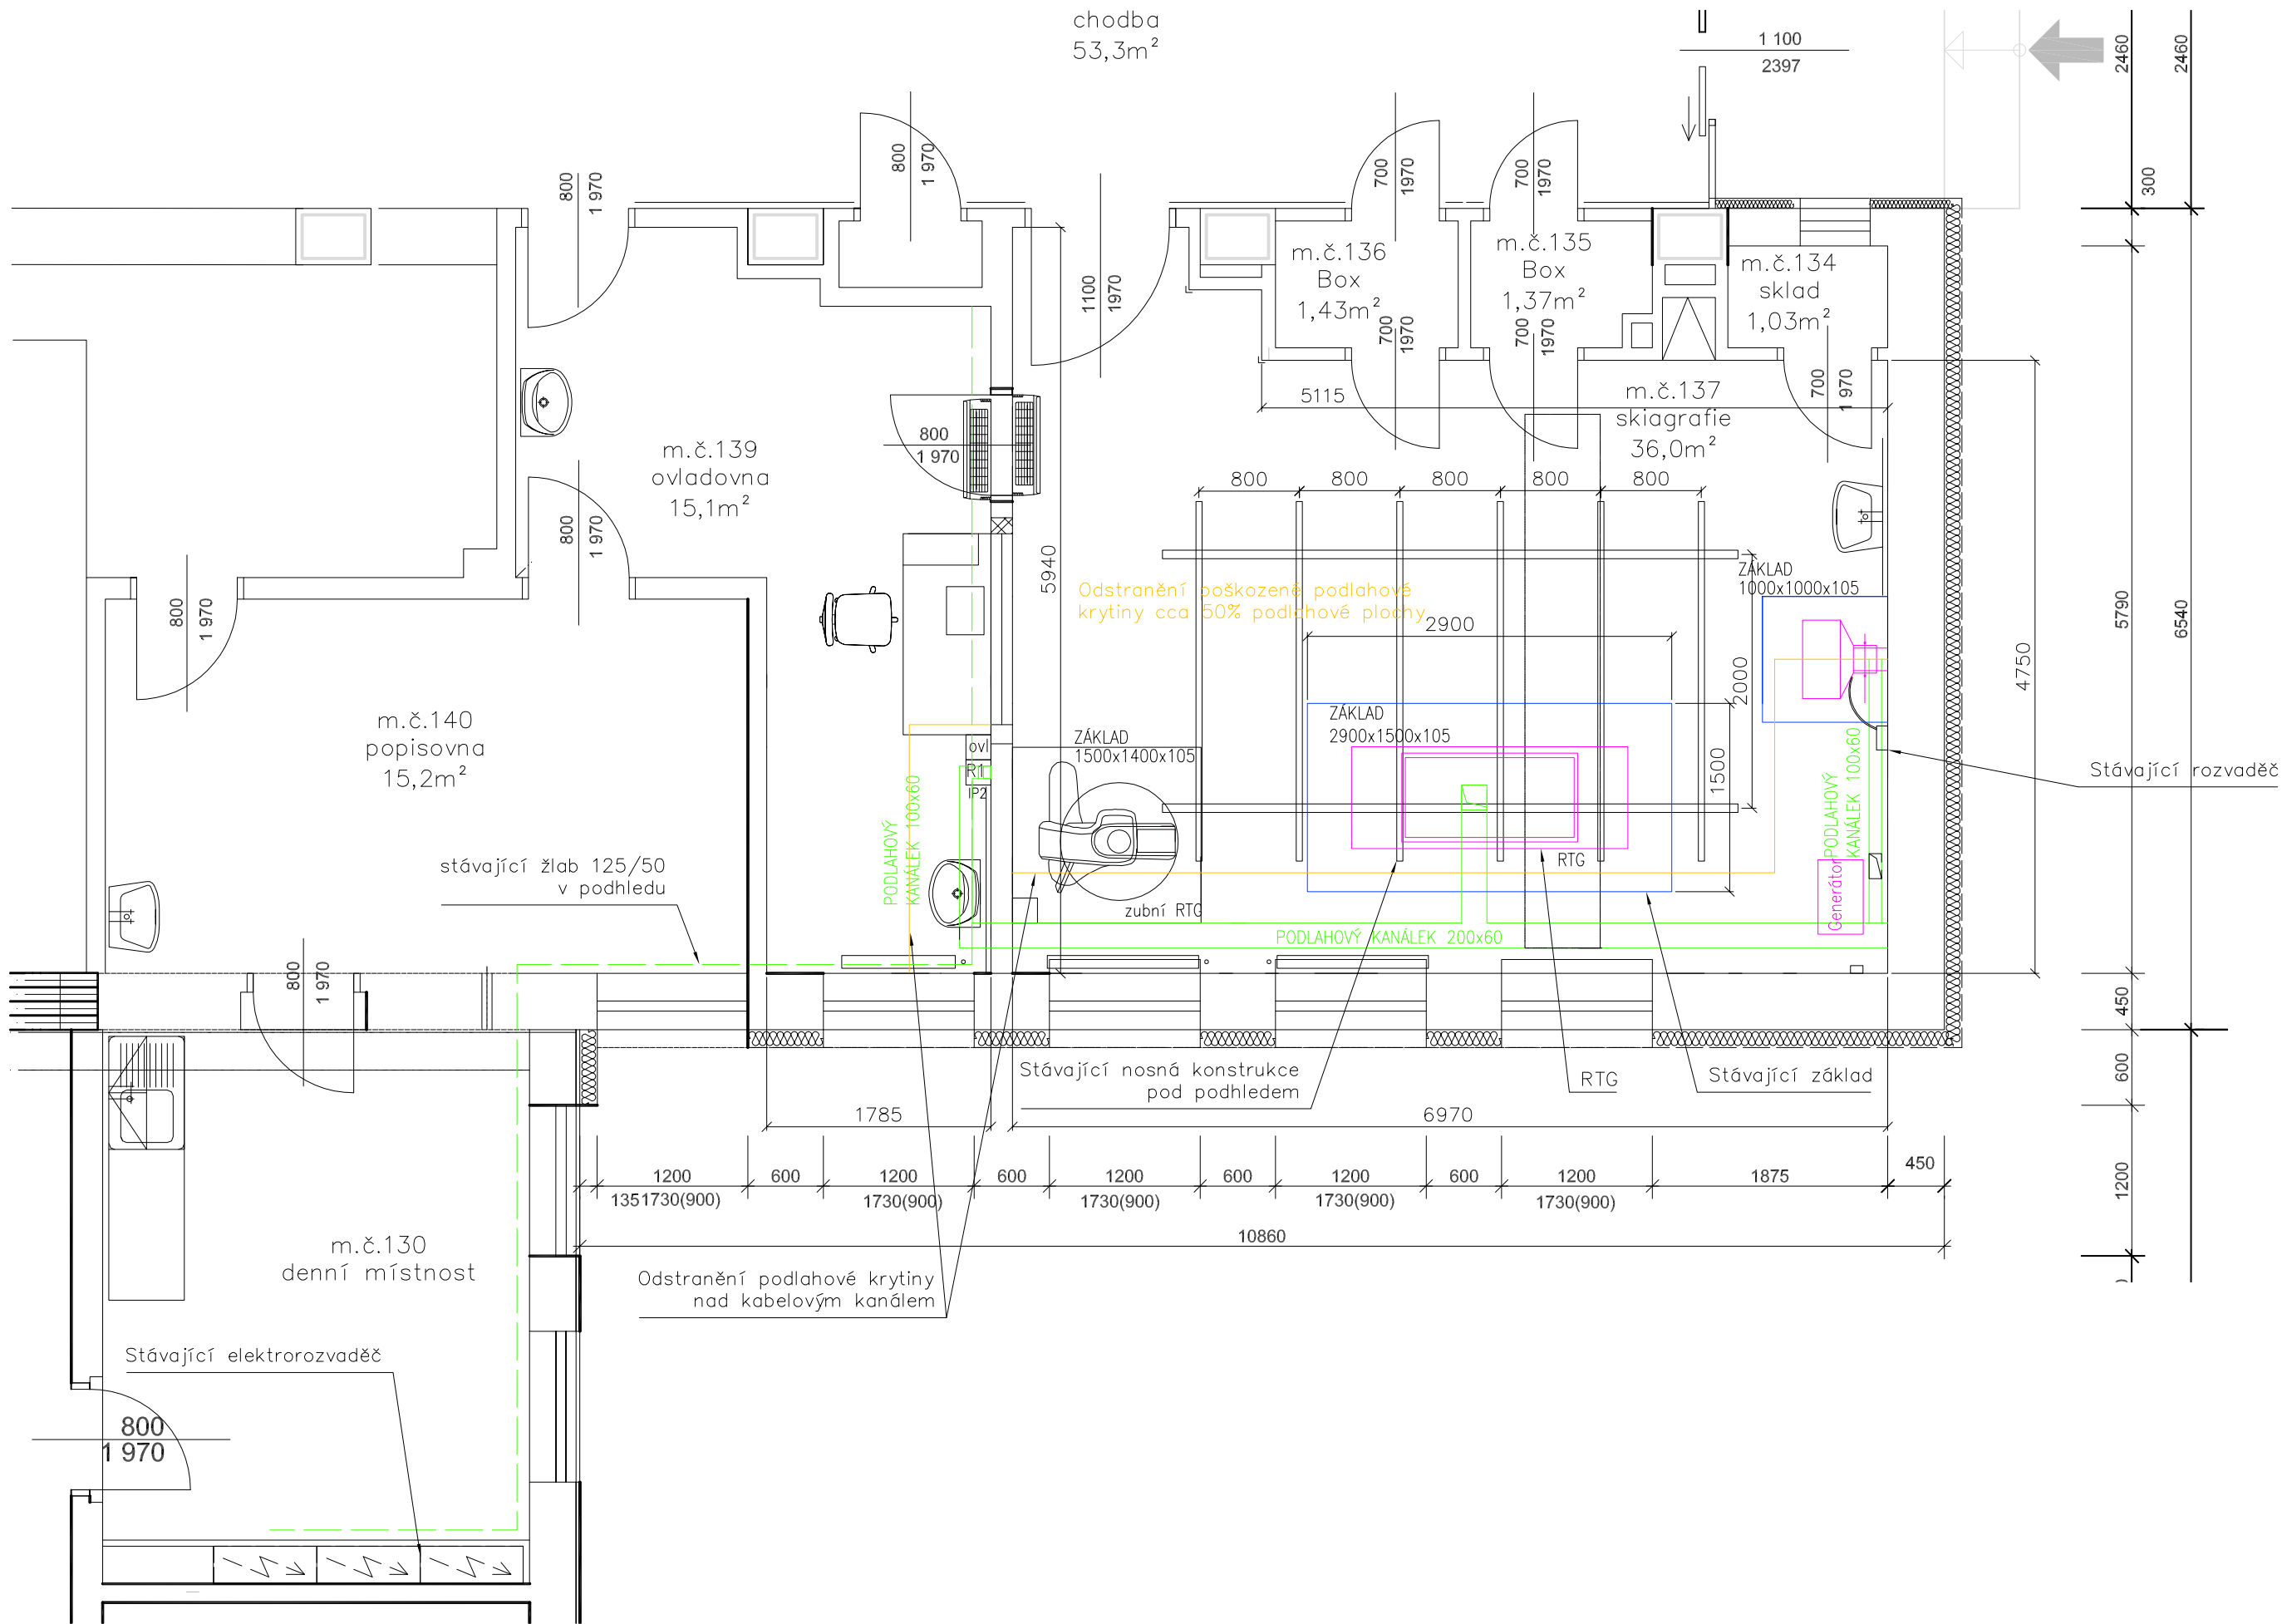 chodba
53,3m²
1 100
2397
2460
2460
300
800
1 970
800
1 970
700
1970
700
1970
1100
1970
m.č.136
Box
1,43m²
m.č.135
Box
1,37m²
m.č.134
sklad
1,03m²
700
1970
700
1970
700
1 970
5115
m.č.137
skiagrafie
36,0m²
m.č.139
ovladovna
15,1m²
800
1 970
800
1 970
800
800
800
800
800
5940
Odstranění poškozené podlahové
krytiny cca 50% podlahové plochy
ZÁKLAD
1000x1000x105
2900
2000
5790
6540
4750
800
1 970
m.č.140
popisovna
15,2m²
ZÁKLAD
2900x1500x105
ZÁKLAD
1500x1400x105
1500
ovl
R1
IP2
PODLAHOVÝ
KANÁLEK 100x60
PODLAHOVÝ
KANÁLEK 100x60
Stávající rozvaděč
RTG
Generátor
stávající žlab 125/50
v podhledu
zubní RTG
PODLAHOVÝ KANÁLEK 200x60
800
1 970
450
600
1200
Stávající nosná konstrukce
pod podhledem
RTG
Stávající základ
1785
6970
1200
600
1200
600
1200
600
1200
600
1200
1875
450
135
1730(900)
1730(900)
1730(900)
1730(900)
1730(900)
10860
m.č.130
denní místnost
Odstranění podlahové krytiny
nad kabelovým kanálem
Stávající elektrorozvaděč
800
1 970